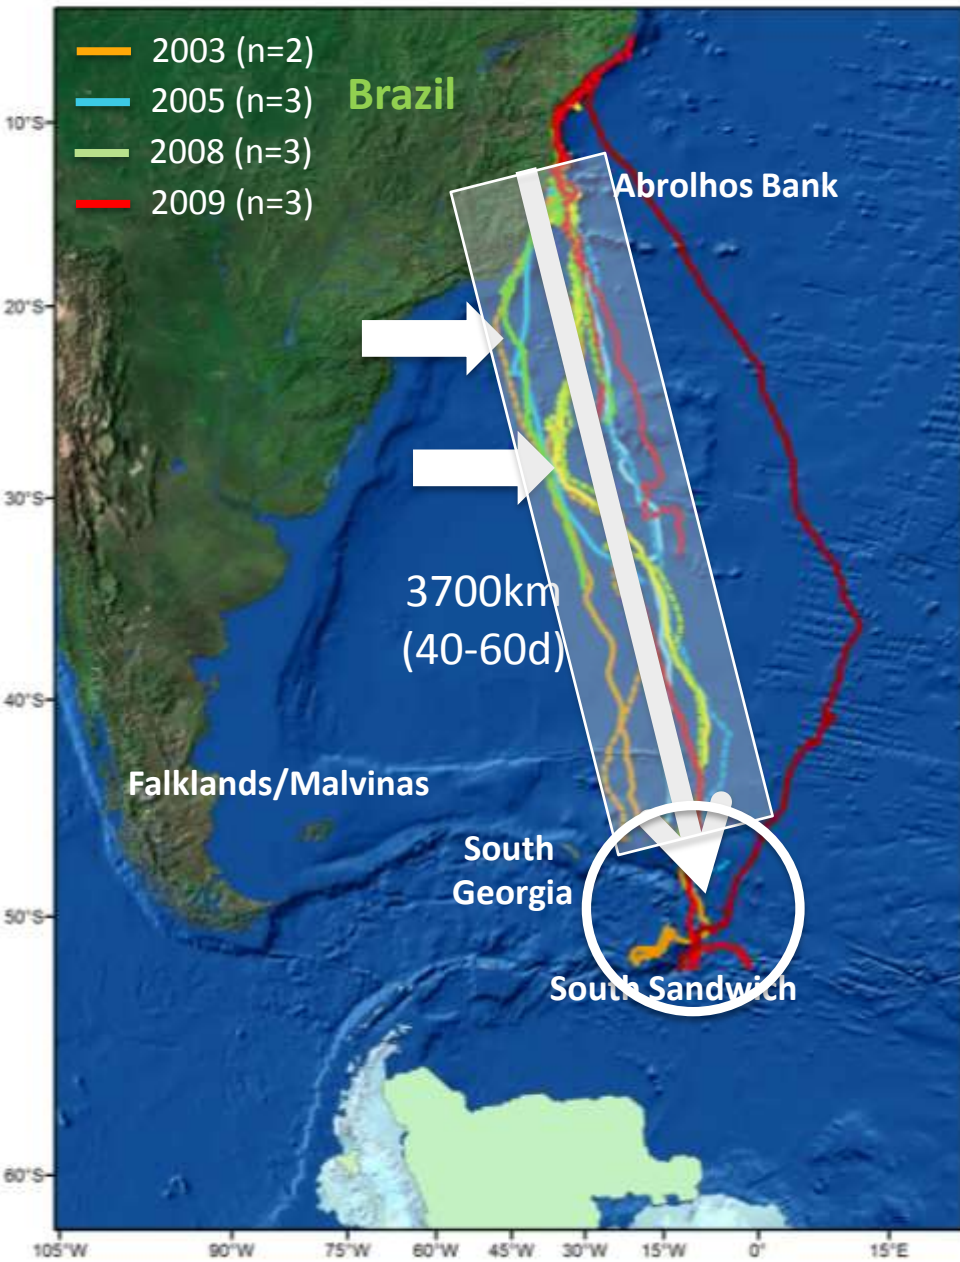 2003 (n=2)
2005 (n=3)
2008 (n=3)
2009 (n=3)
Brazil
10°S
Abrolhos Bank
20°S
30°S
3700km
(40-60d)
40°S
Falklands/Malvinas
South
Georgia
50°S
South Sandwich
60°S
105°W 90°W 75°W 60°W 45°W 30°W 15°W 0° 15°E